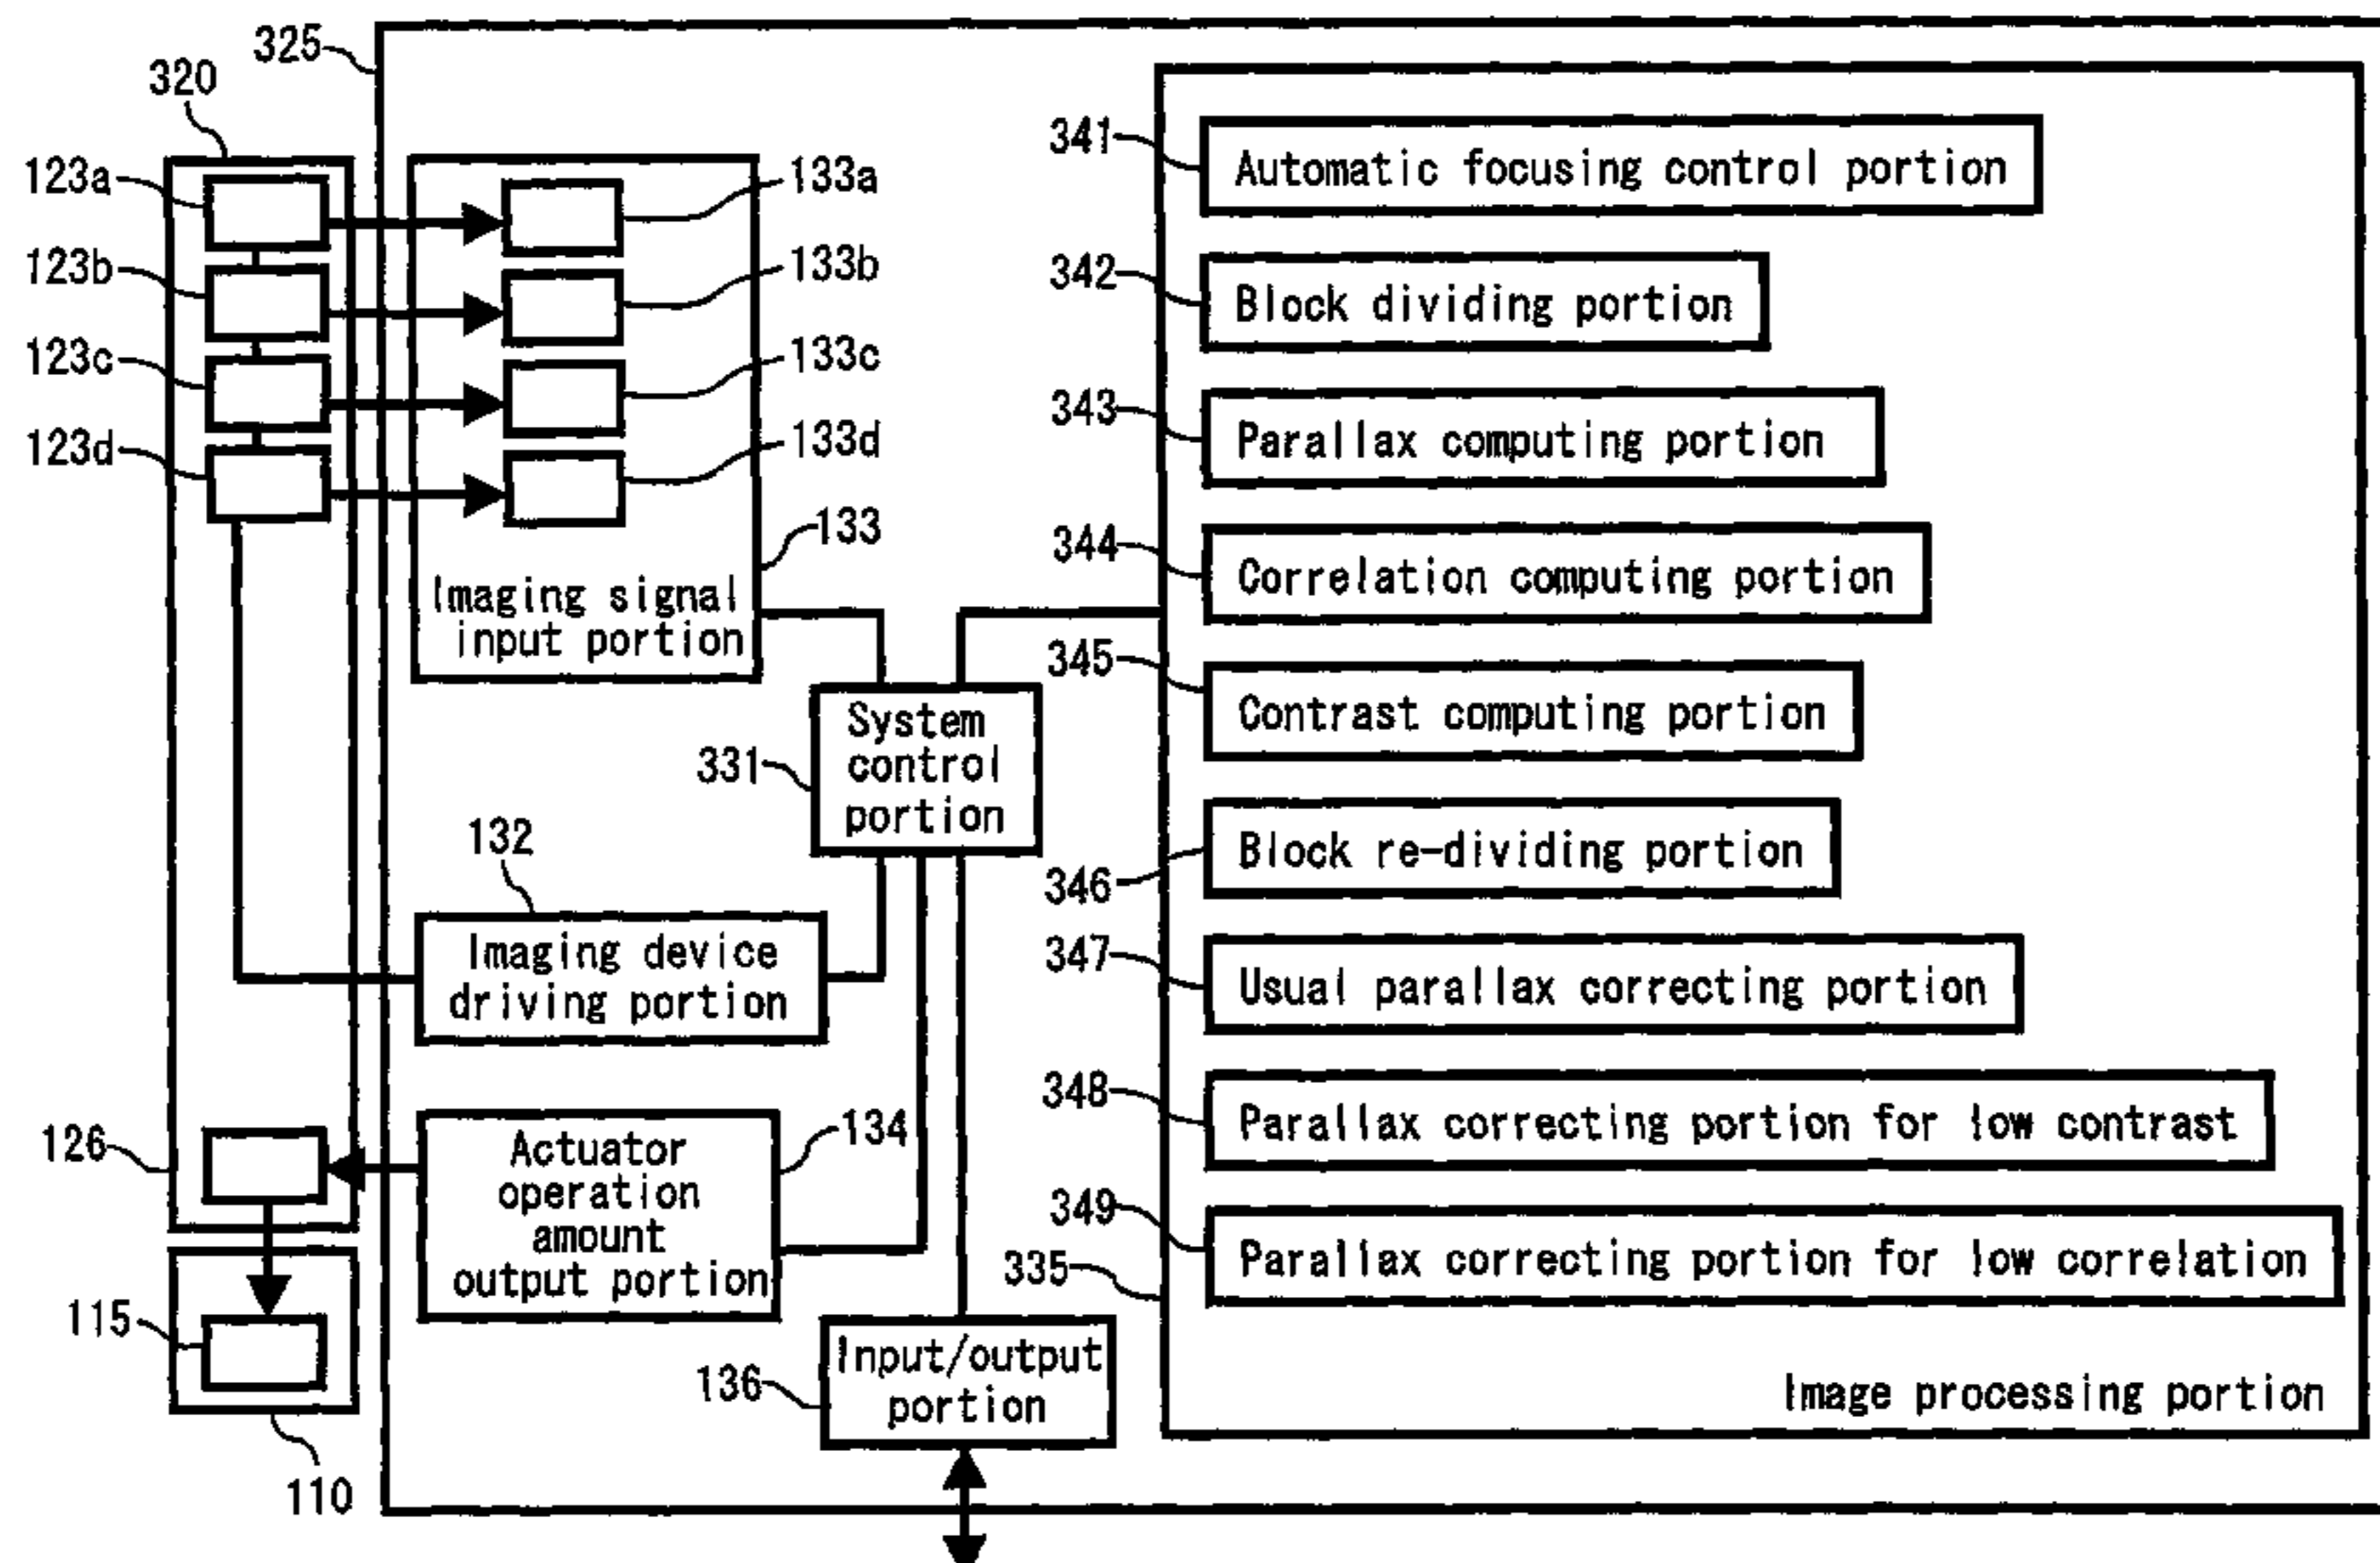 325
320
123a
123b
123c
123d
133a
133b
133c
133d
133
Imaging signal
input portion
System
control
portion
331
132
Imaging device
driving portion
126
Actuator
operation
amount
output portion
134
115
110
136
Input/output
portion
341
Automatic focusing control portion
342
Block dividing portion
343
Parallax computing portion
344
Correlation computing portion
345
Contrast computing portion
346
Block re-dividing portion
347
Usual parallax correcting portion
348
Parallax correcting portion for low contrast
349
Parallax correcting portion for low correlation
335
Image processing portion